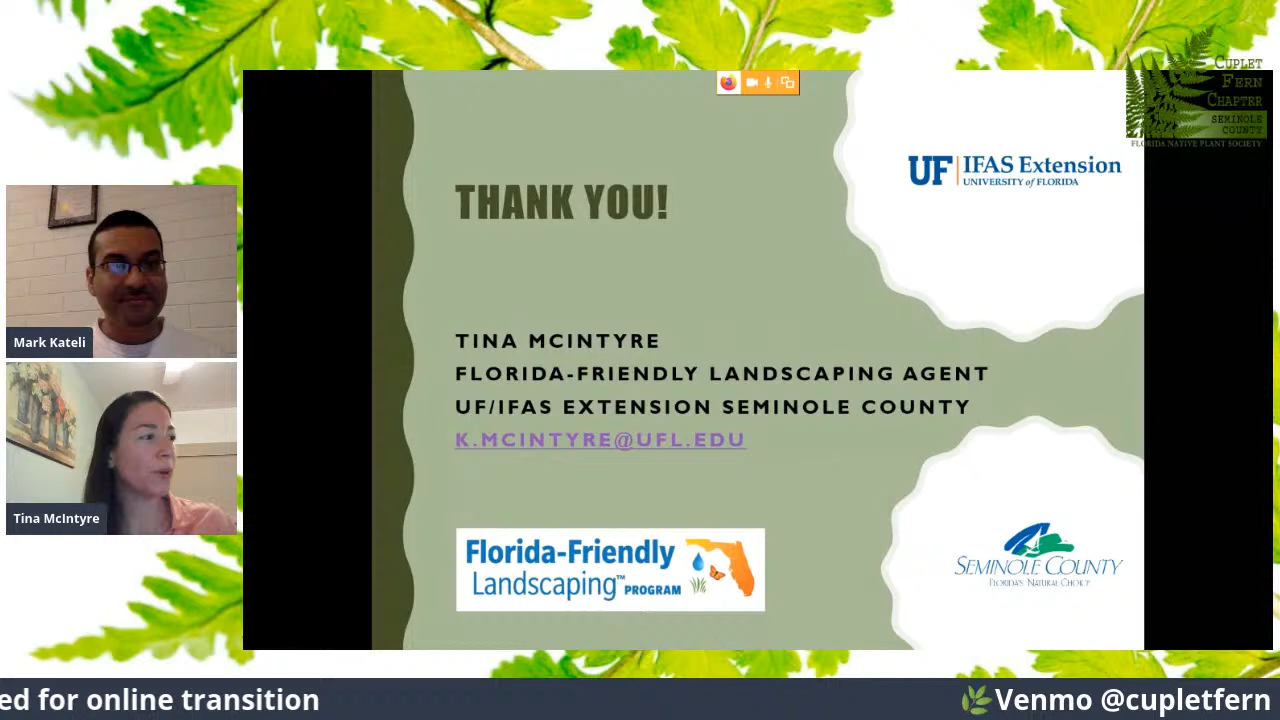 CUPLET
FERN
CHAPTER
SEMINOLE
COUNTY
FLORIDA NATIVE PLANT SOCIETY
UF IFAS Extension
UNIVERSITY of FLORIDA
THANK YOU!
TINA MCINTYRE
FLORIDA-FRIENDLY LANDSCAPING AGENT
UF/IFAS EXTENSION SEMINOLE COUNTY
K.MCINTYRE@UFL.EDU
Mark Kateli
Tina McIntyre
Florida-Friendly
Landscaping™ PROGRAM
SEMINOLE COUNTY
FLORIDA'S NATURAL CHOICE
ed for online transition
Venmo @cupletfern